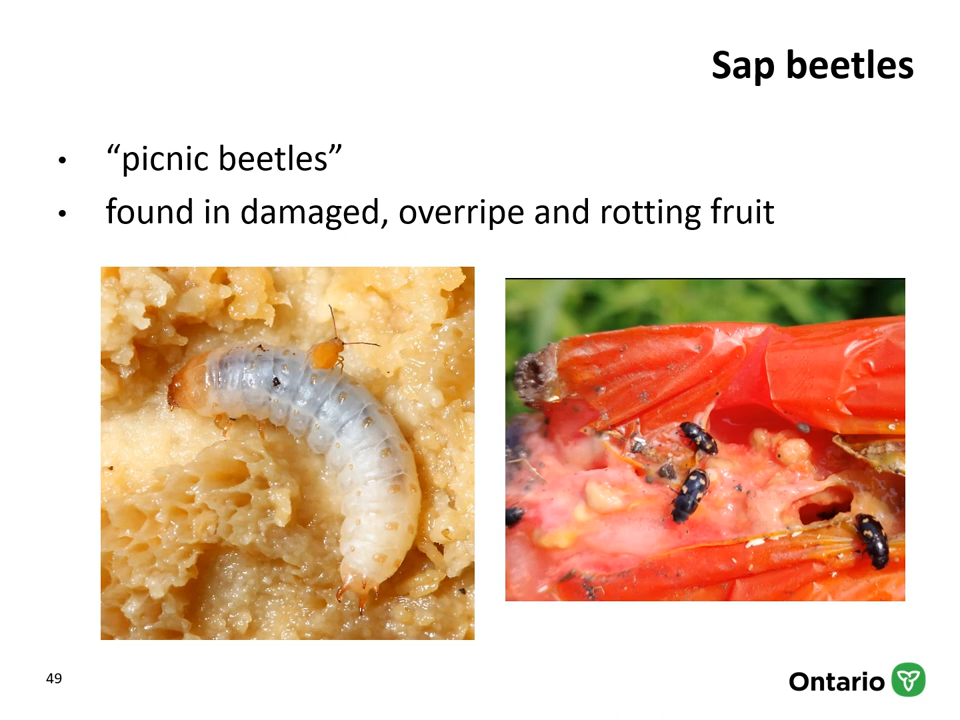 Sap beetles
• “picnic beetles”
• found in damaged, overripe and rotting fruit
49
Ontario